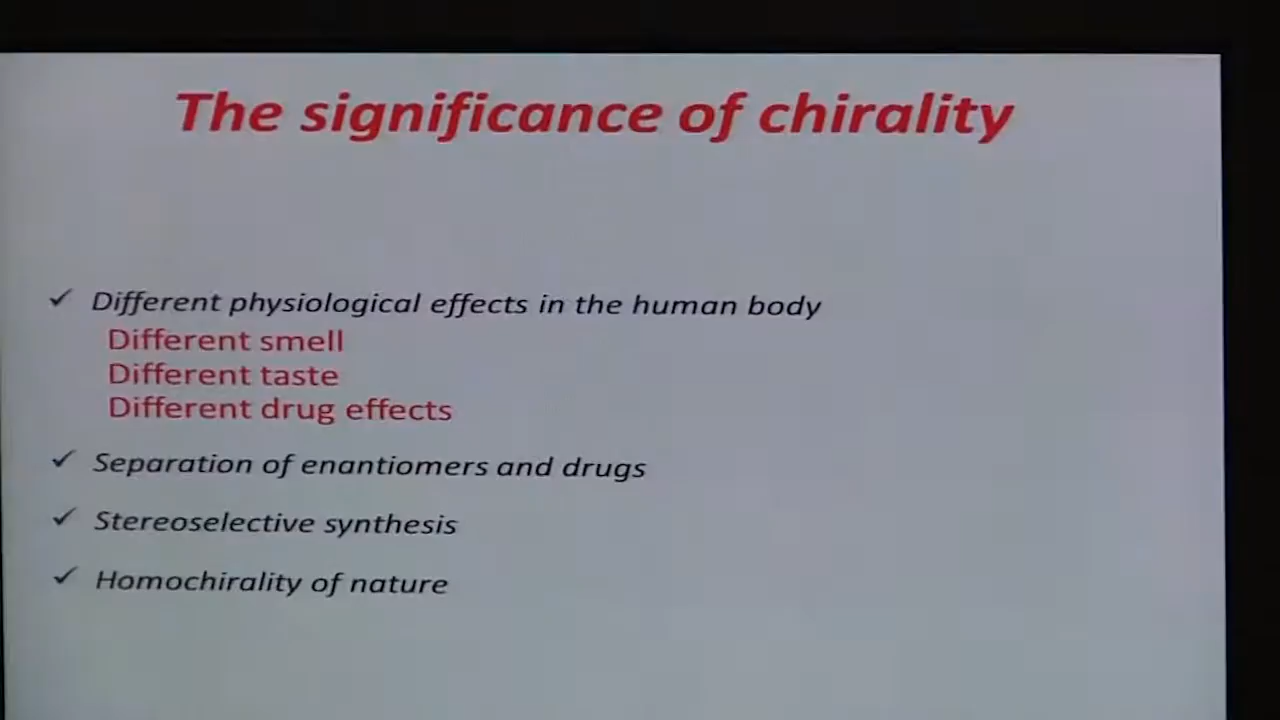 The significance of chirality
✓ Different physiological effects in the human body
Different smell
Different taste
Different drug effects
✓ Separation of enantiomers and drugs
✓ Stereoselective synthesis
✓ Homochirality of nature